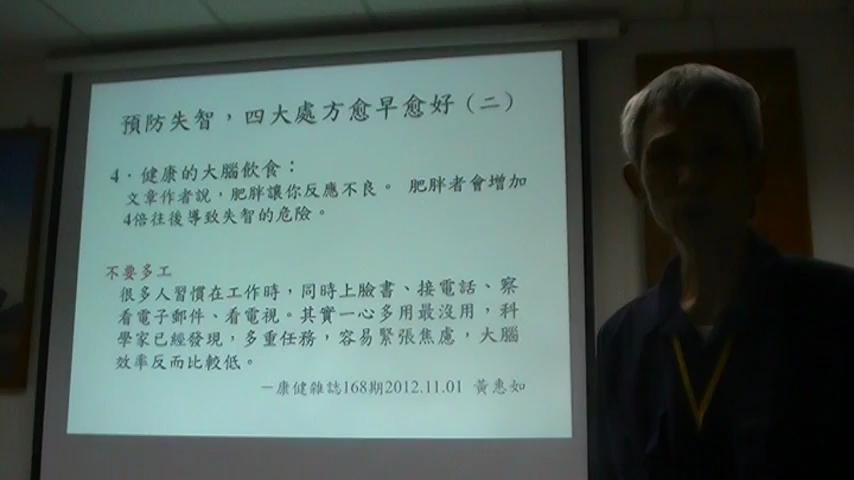 預防失智，四大處方愈早愈好（二）
4．健康的大腦飲食：
文章作者說，肥胖讓你反應不良。 肥胖者會增加
4倍往後導致失智的危險。
不要多工
很多人習慣在工作時，同時上臉書、接電話、察
看電子郵件、看電視。其實一心多用最沒用，科
學家已經發現，多重任務，容易緊張焦慮，大腦
效率反而比較低。
－康健雜誌168期2012.11.01 黃惠如